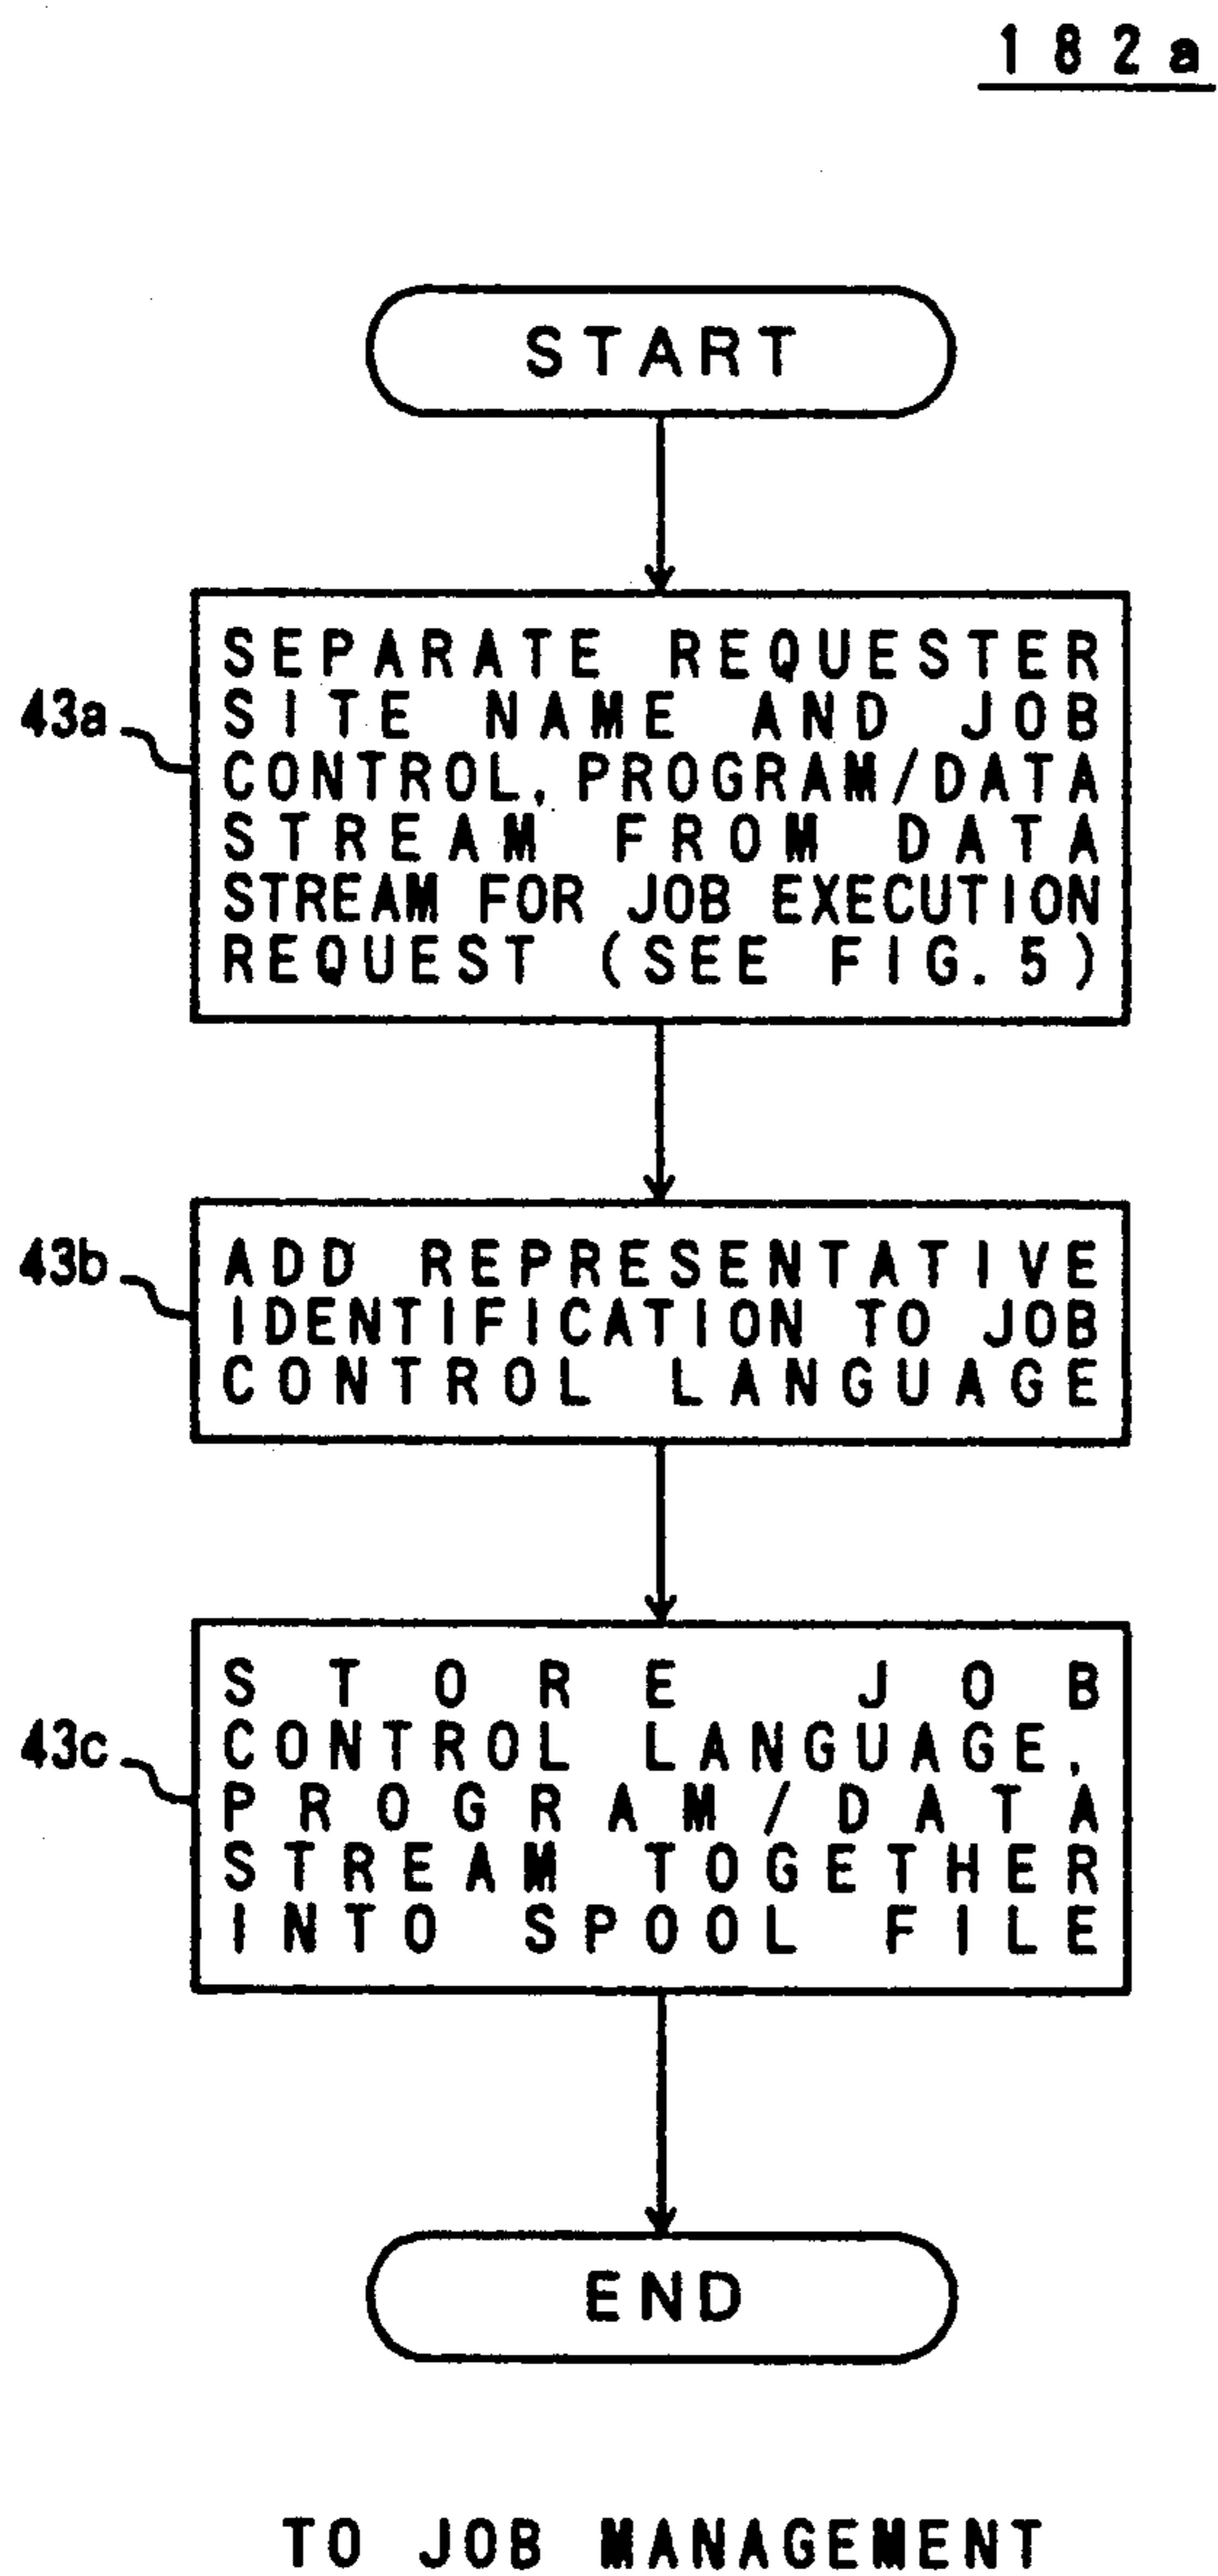 182a
START
43a
SEPARATE REQUESTER
SITE NAME AND JOB
CONTROL, PROGRAM/DATA
STREAM FROM DATA
STREAM FOR JOB EXECUTION
REQUEST (SEE FIG. 5)
43b
ADD REPRESENTATIVE
IDENTIFICATION TO JOB
CONTROL LANGUAGE
43c
STORE JOB
CONTROL LANGUAGE,
PROGRAM/DATA
STREAM TOGETHER
INTO SPOOL FILE
END
TO JOB MANAGEMENT